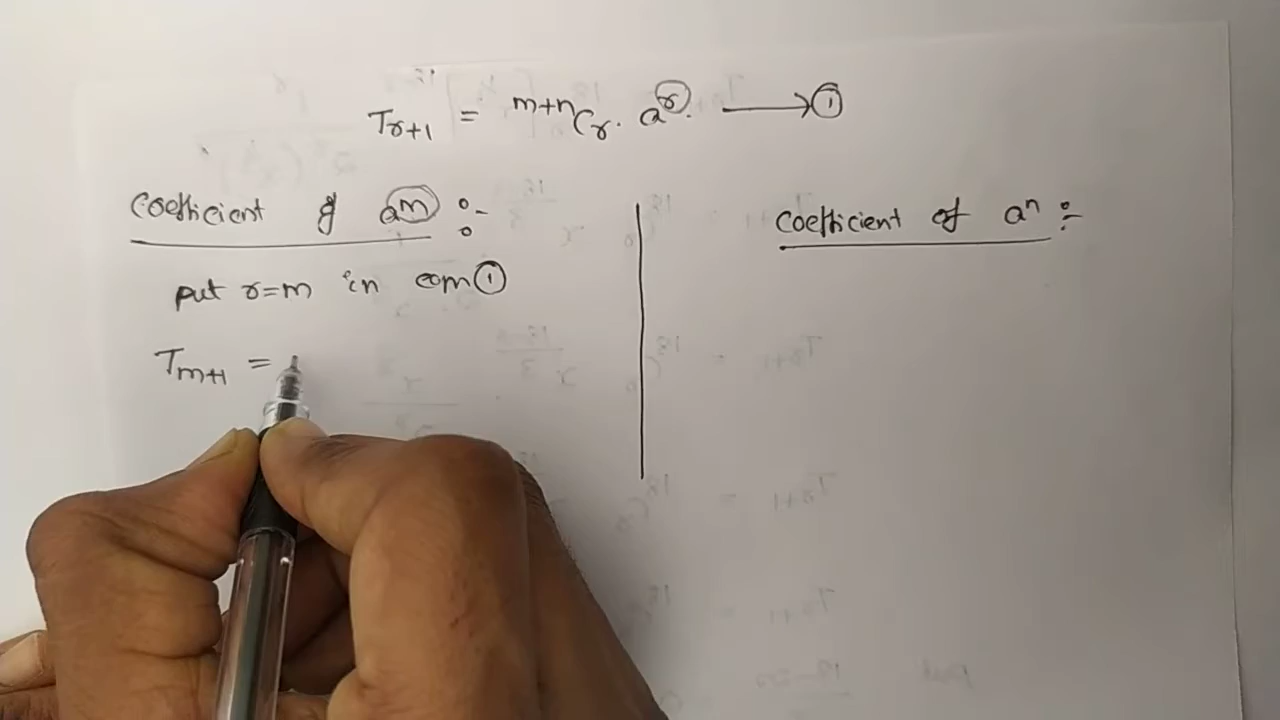 Tr+1 = m+nCr. a^r. ⟶ ①
Coefficient of a^m :-
put r=m in eqn ①
Tm+1 =
Coefficient of a^n :-